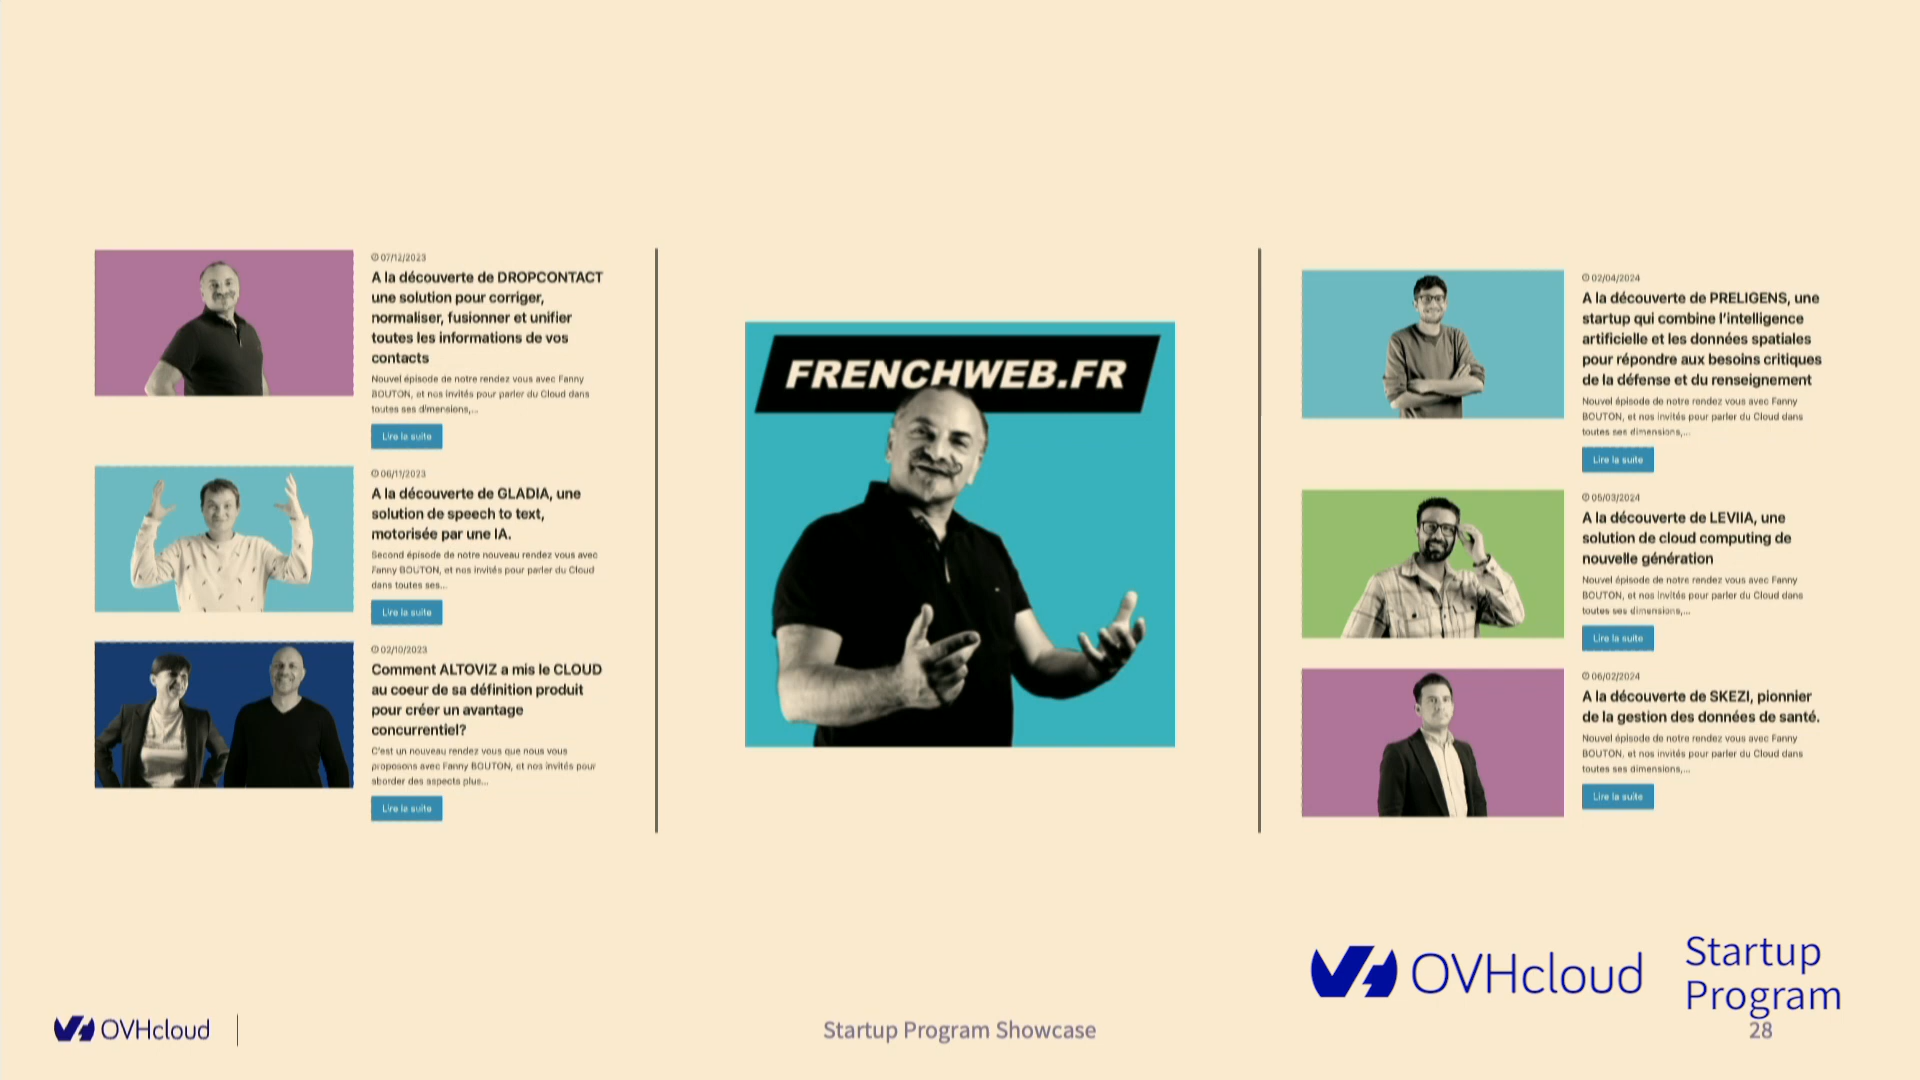 07/12/2023
A la découverte de DROPCONTACT
une solution pour corriger,
normaliser, fusionner et unifier
toutes les informations de vos
contacts
Nouvel épisode de notre rendez vous avec Fanny
BOUTON, et nos invités pour parler du Cloud dans
toutes ses dimensions,...
Lire la suite
06/11/2023
A la découverte de GLADIA, une
solution de speech to text,
motorisée par une IA.
Second épisode de notre nouveau rendez vous avec
Fanny BOUTON, et nos invités pour parler du Cloud
dans toutes ses...
Lire la suite
02/10/2023
Comment ALTOVIZ a mis le CLOUD
au coeur de sa définition produit
pour créer un avantage
concurrentiel?
C'est un nouveau rendez vous que nous vous
proposons avec Fanny BOUTON, et nos invités pour
aborder des aspects plus...
Lire la suite
FRENCHWEB.FR
02/04/2024
A la découverte de PRELIGENS, une
startup qui combine l'intelligence
artificielle et les données spatiales
pour répondre aux besoins critiques
de la défense et du renseignement
Nouvel épisode de notre rendez vous avec Fanny
BOUTON, et nos invités pour parler du Cloud dans
toutes ses dimensions,...
Lire la suite
05/03/2024
A la découverte de LEVIIA, une
solution de cloud computing de
nouvelle génération
Nouvel épisode de notre rendez vous avec Fanny
BOUTON, et nos invités pour parler du Cloud dans
toutes ses dimensions,...
Lire la suite
06/02/2024
A la découverte de SKEZI, pionnier
de la gestion des données de santé.
Nouvel épisode de notre rendez vous avec Fanny
BOUTON, et nos invités pour parler du Cloud dans
toutes ses dimensions,...
Lire la suite
OVHcloud
Startup
Program
OVHcloud
Startup Program Showcase
28